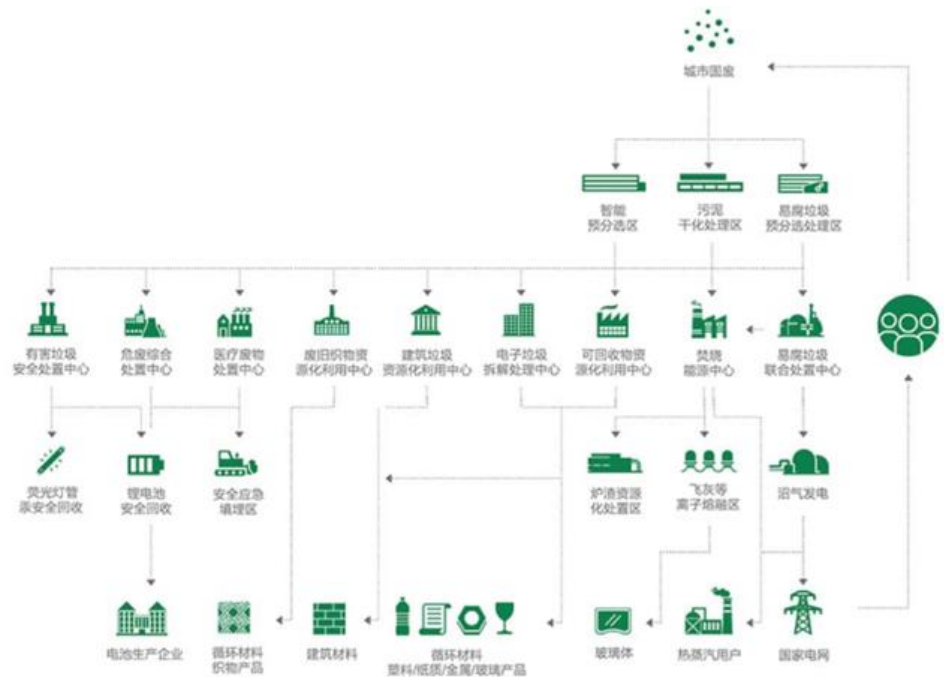 城市固废
智能
预分选区
污泥
干化处理区
易腐垃圾
预分选处理区
有害垃圾
安全处置中心
危废综合
处置中心
医疗废物
处置中心
废旧织物资
源化利用中心
建筑垃圾
资源化利用中心
电子垃圾
拆解处理中心
可回收物资
源化利用中心
焚烧
能源中心
易腐垃圾
联合处置中心
荧光灯管
汞安全回收
锂电池
安全回收
安全应急
填埋区
炉渣资源
化处置区
飞灰等
离子熔融区
沼气发电
电池生产企业
循环材料
织物产品
建筑材料
循环材料
塑料/纸质/金属/玻璃产品
玻璃体
热蒸汽用户
国家电网